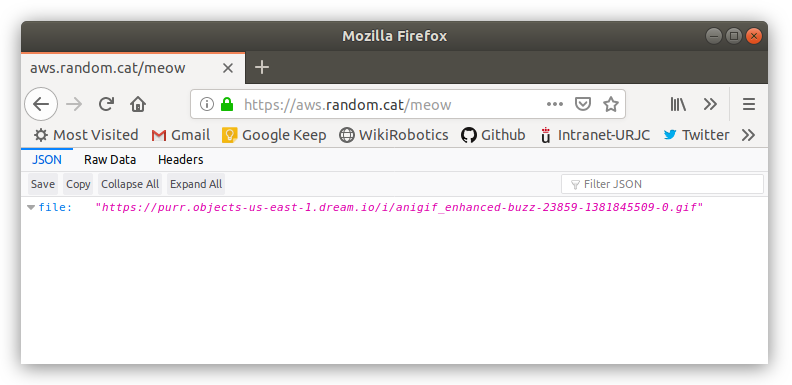 Mozilla Firefox
aws.random.cat/meow
https://aws.random.cat/meow
Most Visited Gmail Google Keep WikiRobotics Github Intranet-URJC Twitter
JSON Raw Data Headers
Save Copy Collapse All Expand All Filter JSON
file: "https://purr.objects-us-east-1.dream.io/i/anigif_enhanced-buzz-23859-1381845509-0.gif"